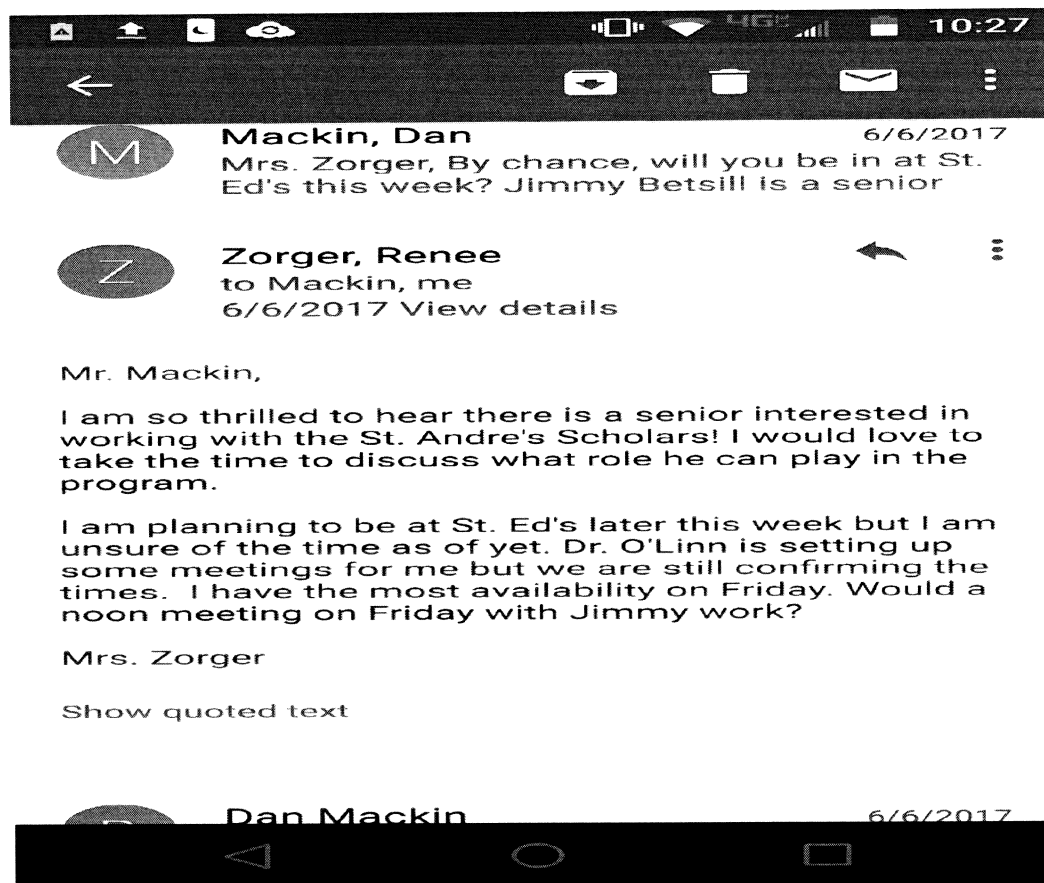 4G 10:27
M
Mackin, Dan 6/6/2017
Mrs. Zorger, By chance, will you be in at St.
Ed's this week? Jimmy Betsill is a senior
Z
Zorger, Renee
to Mackin, me
6/6/2017 View details
Mr. Mackin,
I am so thrilled to hear there is a senior interested in
working with the St. Andre's Scholars! I would love to
take the time to discuss what role he can play in the
program.
I am planning to be at St. Ed's later this week but I am
unsure of the time as of yet. Dr. O'Linn is setting up
some meetings for me but we are still confirming the
times.  I have the most availability on Friday. Would a
noon meeting on Friday with Jimmy work?
Mrs. Zorger
Show quoted text
Dan Mackin 6/6/2017